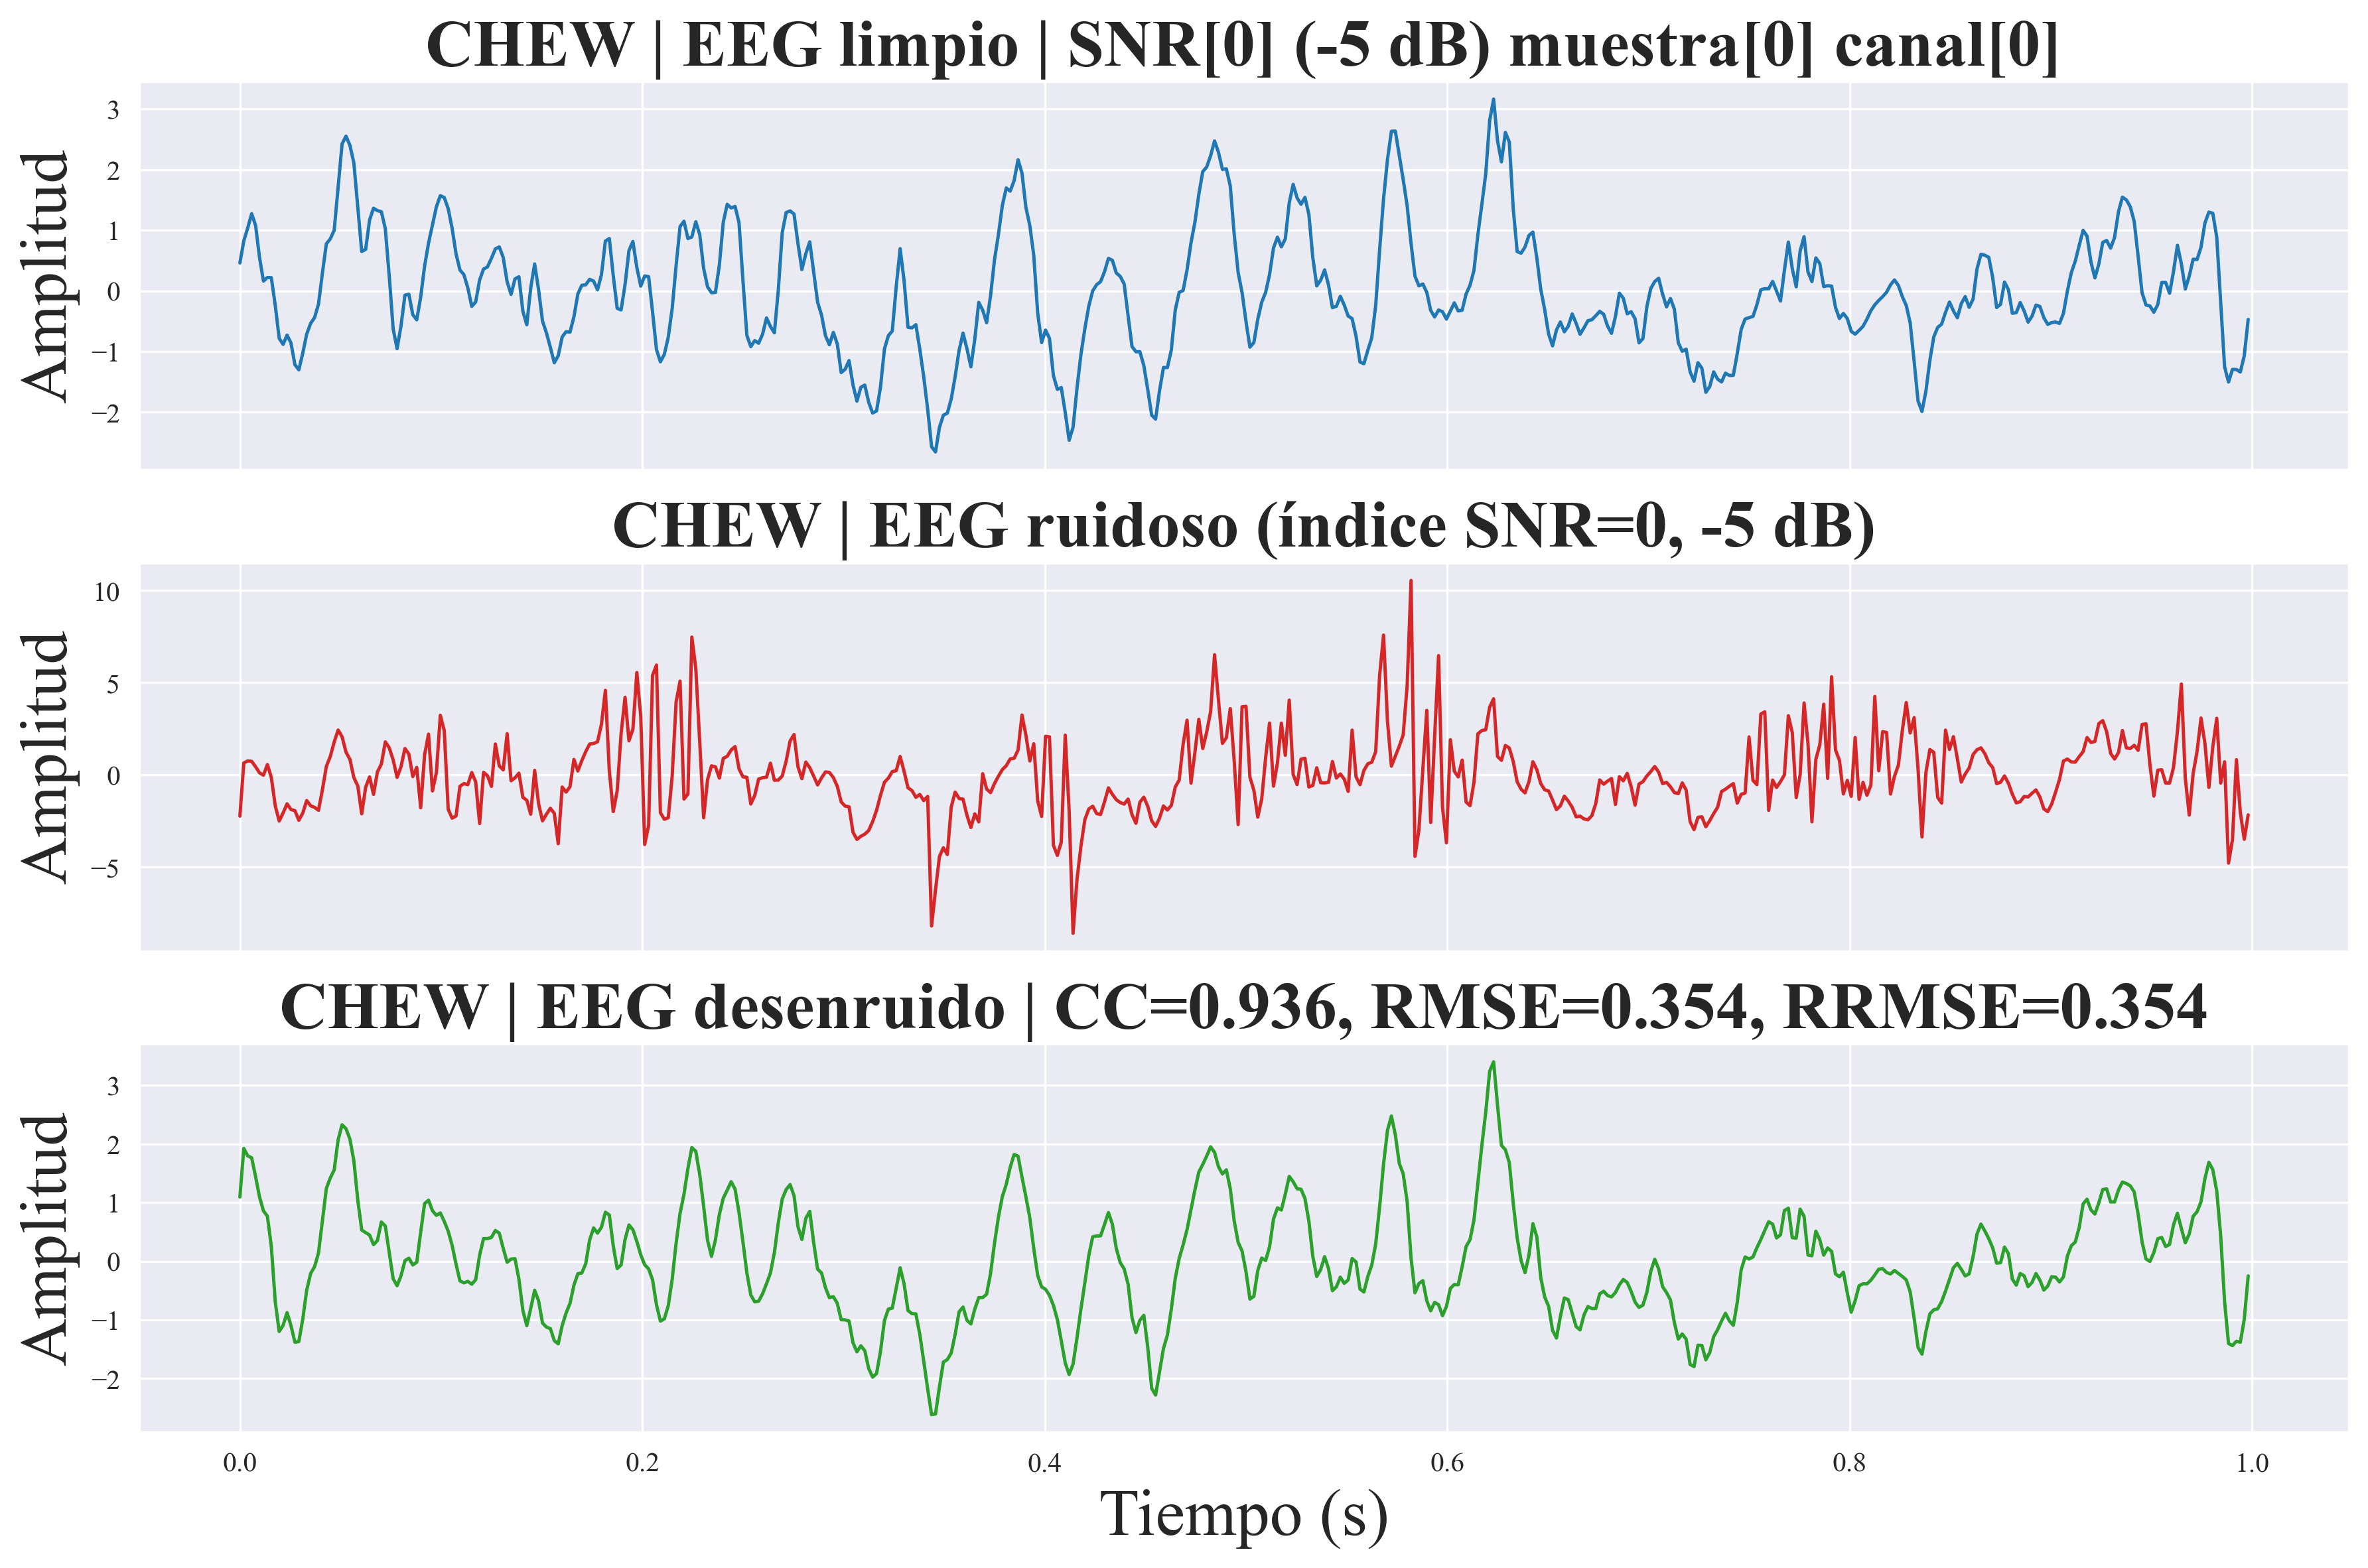 CHEW | EEG limpio | SNR[0] (-5 dB) muestra[0] canal[0]
3
2
1
0
−1
−2
Amplitud
CHEW | EEG ruidoso (índice SNR=0, -5 dB)
10
5
0
−5
Amplitud
CHEW | EEG desenruido | CC=0.936, RMSE=0.354, RRMSE=0.354
3
2
1
0
−1
−2
Amplitud
0.0 0.2 0.4 0.6 0.8 1.0
Tiempo (s)